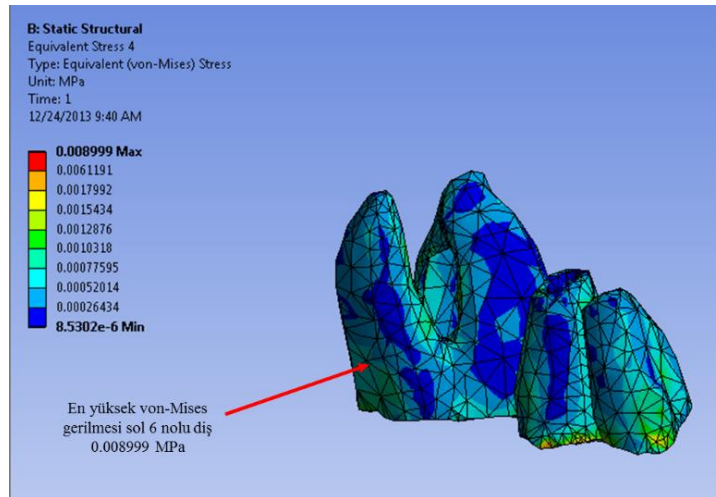 B: Static Structural
Equivalent Stress 4
Type: Equivalent (von-Mises) Stress
Unit: MPa
Time: 1
12/24/2013 9:40 AM
0.008999 Max
0.0061191
0.0017992
0.0015434
0.0012876
0.0010318
0.00077595
0.00052014
0.00026434
8.5302e-6 Min
En yüksek von-Mises
gerilmesi sol 6 nolu diş
0.008999 MPa